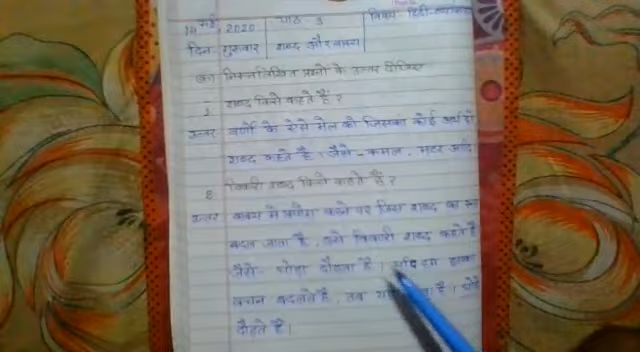 14 मई, 2020 पाठ 3 विषय- हिंदी-व्याकरण
दिन- गुरुवार शब्द और वाक्य
(क) निम्नलिखित प्रश्नों के उत्तर दीजिए
1 शब्द किसे कहते हैं?
उत्तर वर्णों के ऐसे मेल को जिसका कोई अर्थ हो
शब्द कहते हैं। जैसे- कमल, मटर आदि
2 विकारी शब्द किसे कहते हैं?
उत्तर वाक्य में प्रयोग करने पर जिस शब्द का रूप
बदल जाता है, उसे विकारी शब्द कहते हैं
जैसे- घोड़ा दौड़ता है। यदि हम इसका
वचन बदलते हैं, तब है। घोड़े
दौड़ते हैं।